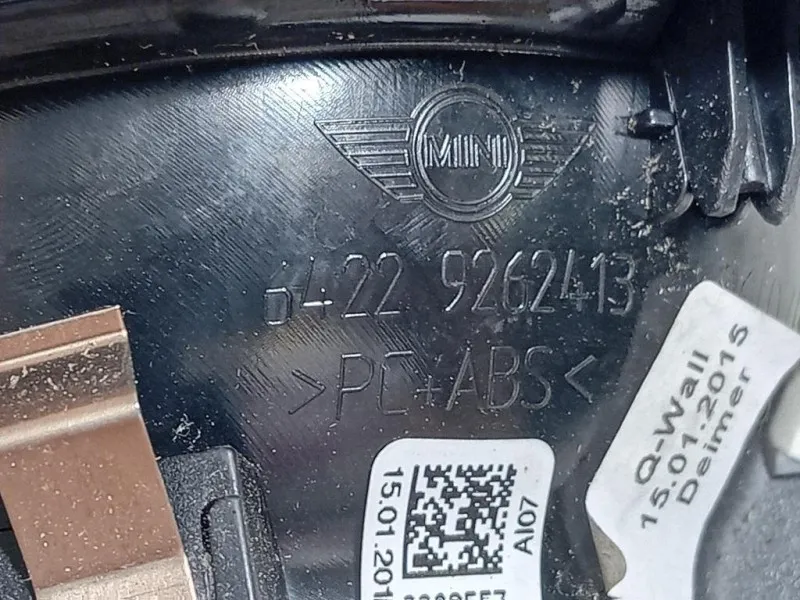 MINI
6422 9262413
>PC+ABS<
Q-Wall
15.01.2015
Deimer
15.01.201
AI07